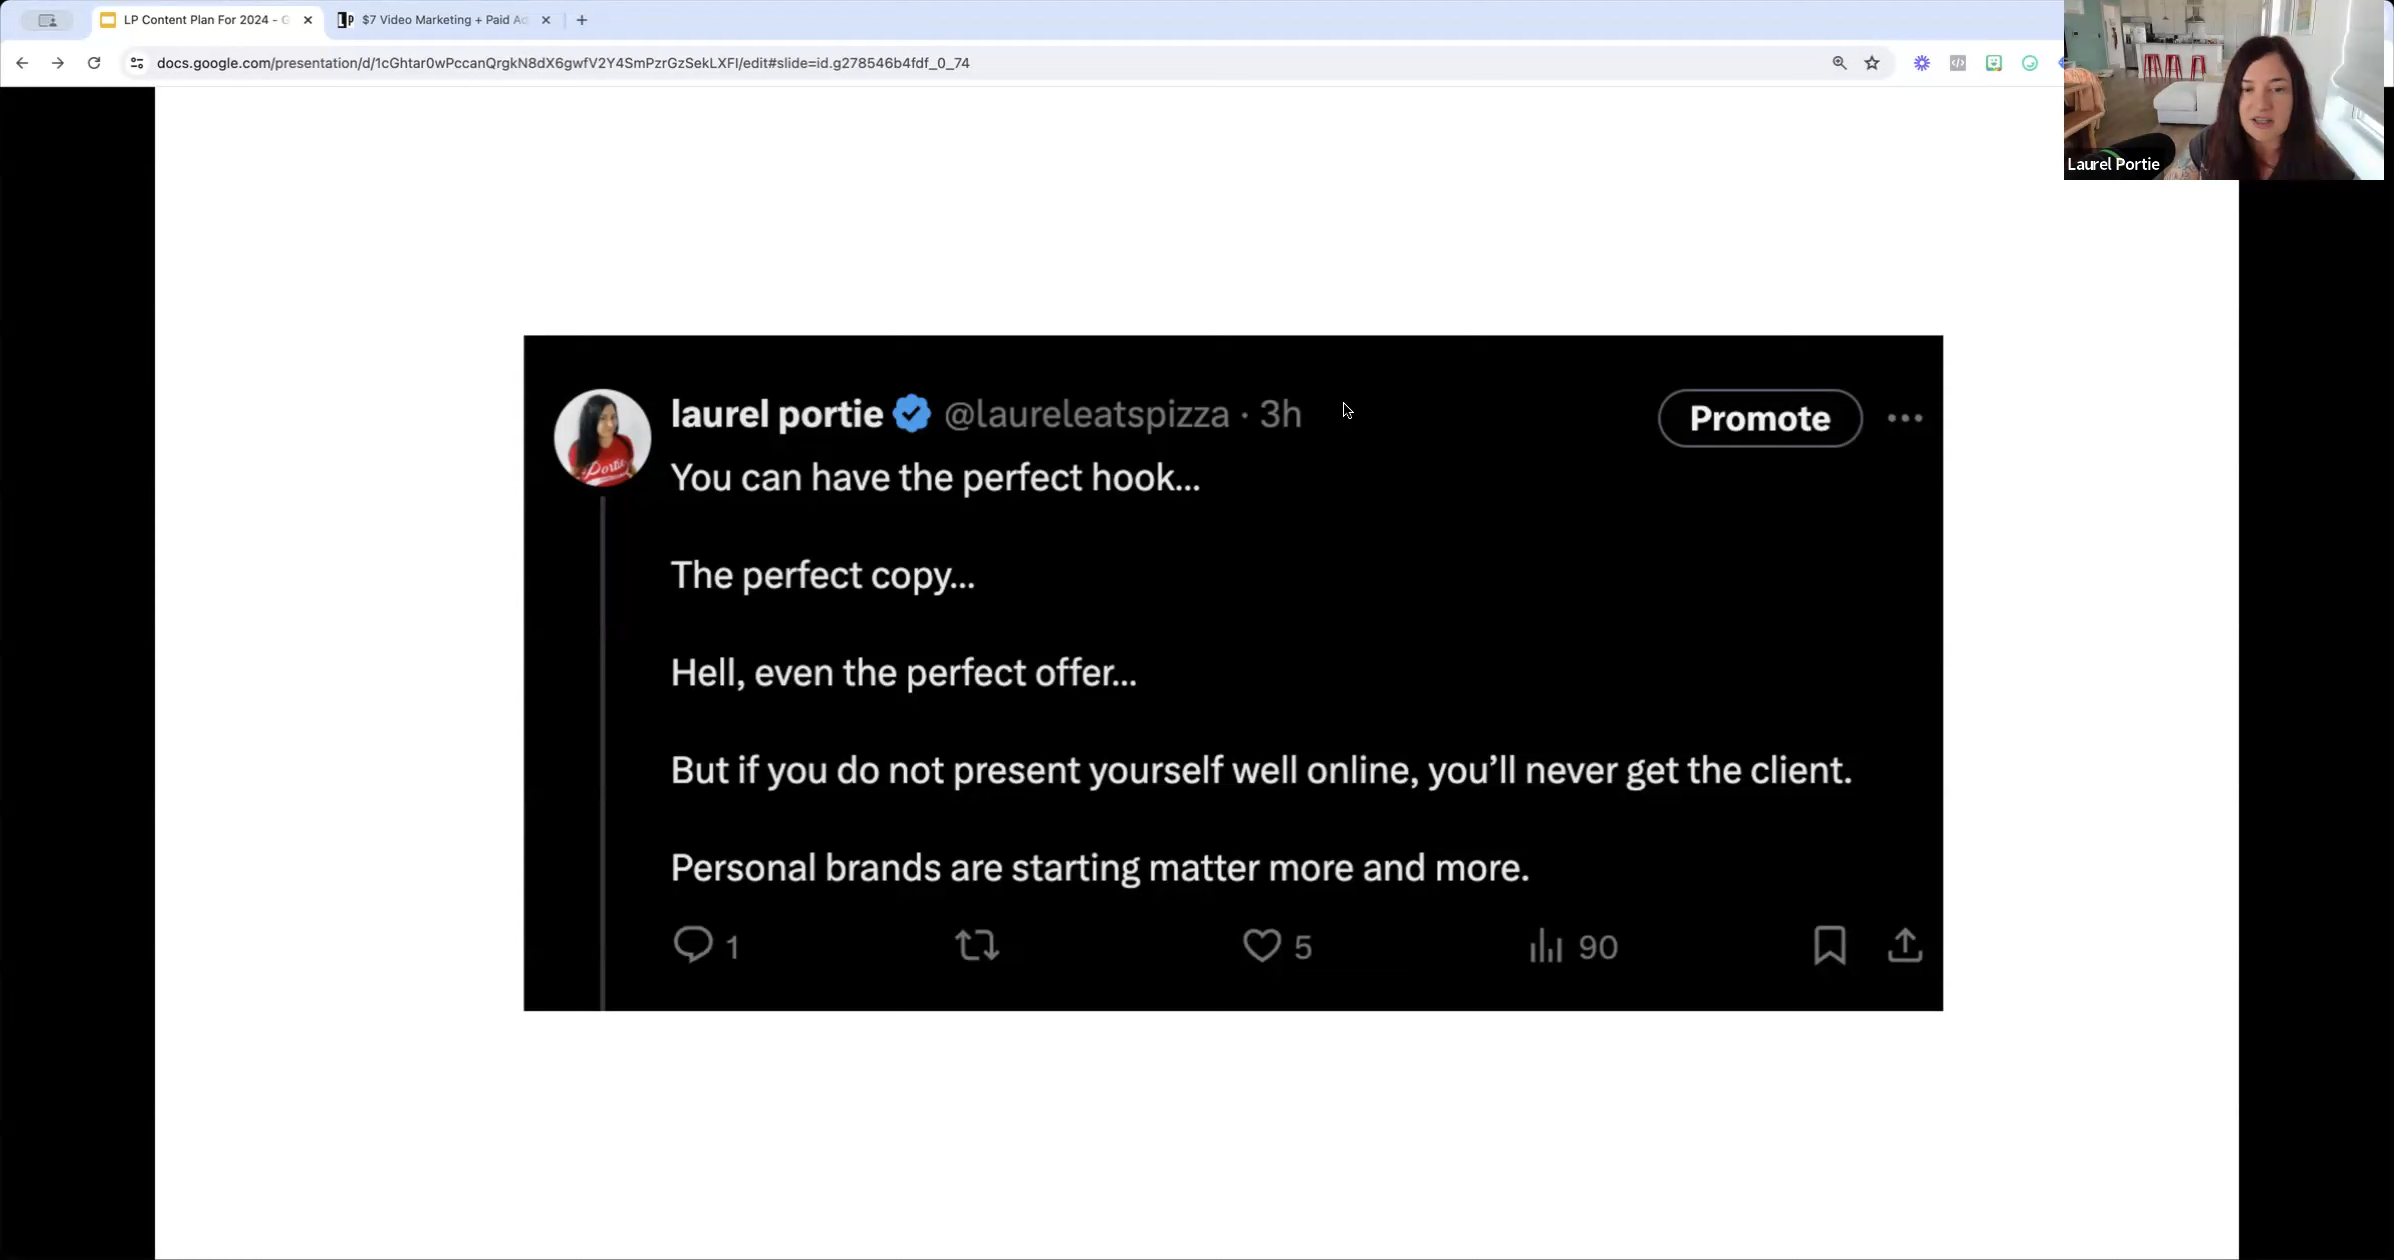 LP Content Plan For 2024 - G
$7 Video Marketing + Paid Ad
docs.google.com/presentation/d/1cGhtar0wPccanQrgkN8dX6gwfV2Y4SmPzrGzSekLXFI/edit#slide=id.g278546b4fdf_0_74
Laurel Portie
laurel portie @laureleatspizza · 3h
Promote
You can have the perfect hook...
The perfect copy...
Hell, even the perfect offer...
But if you do not present yourself well online, you’ll never get the client.
Personal brands are starting matter more and more.
1 5 90